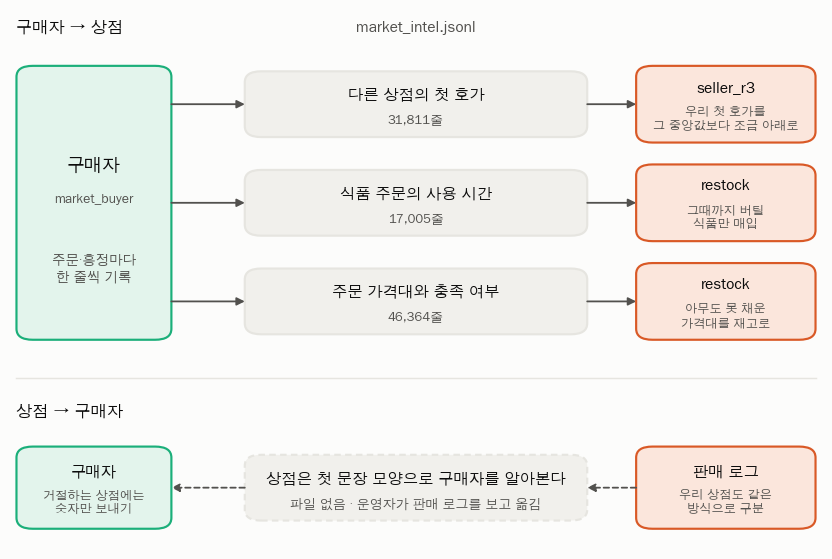 구매자 → 상점
market_intel.jsonl
구매자
market_buyer
주문·흥정마다
한 줄씩 기록
다른 상점의 첫 호가
31,811줄
seller_r3
우리 첫 호가를
그 중앙값보다 조금 아래로
식품 주문의 사용 시간
17,005줄
restock
그때까지 버틸
식품만 매입
주문 가격대와 충족 여부
46,364줄
restock
아무도 못 채운
가격대를 재고로
상점 → 구매자
구매자
거절하는 상점에는
숫자만 보내기
상점은 첫 문장 모양으로 구매자를 알아본다
파일 없음 · 운영자가 판매 로그를 보고 옮김
판매 로그
우리 상점도 같은
방식으로 구분